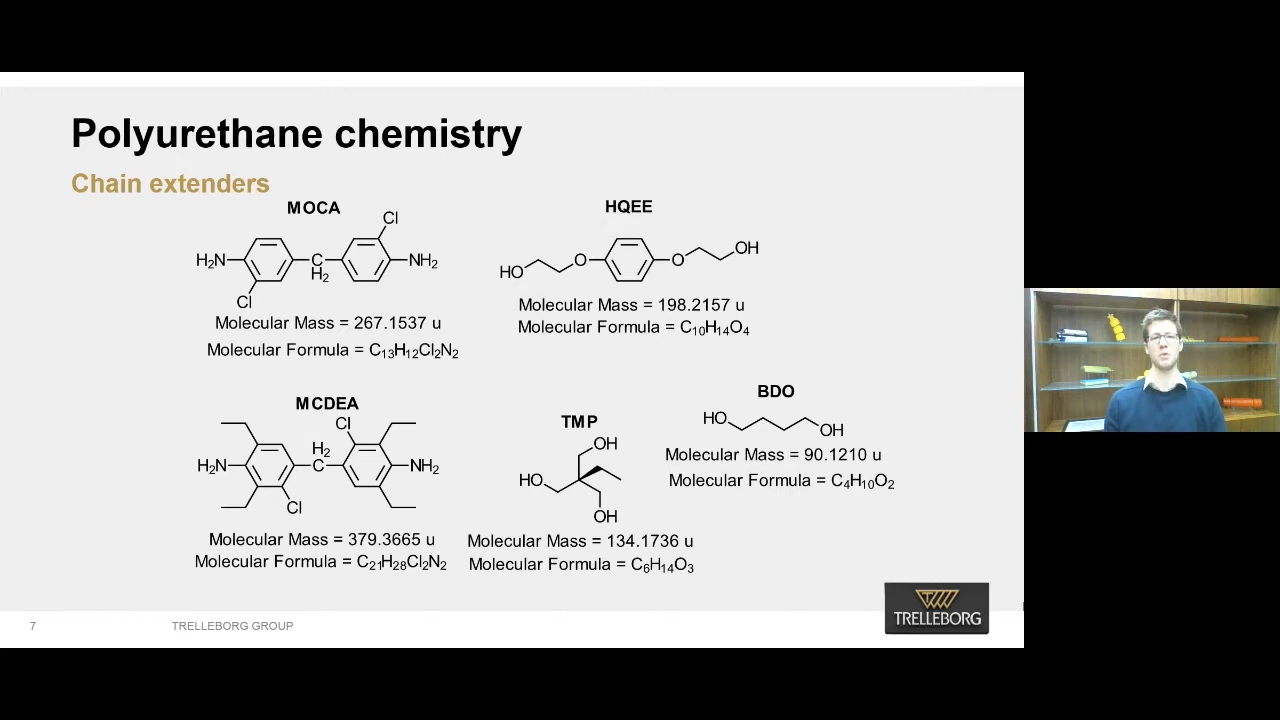 Polyurethane chemistry
Chain extenders
MOCA
Cl
H₂N
C
H₂
NH₂
Cl
Molecular Mass = 267.1537 u
Molecular Formula = C₁₃H₁₂Cl₂N₂
HQEE
HO
O
O
OH
Molecular Mass = 198.2157 u
Molecular Formula = C₁₀H₁₄O₄
MCDEA
Cl
H₂N
H₂
C
NH₂
Cl
Molecular Mass = 379.3665 u
Molecular Formula = C₂₁H₂₈Cl₂N₂
TMP
OH
HO
OH
Molecular Mass = 134.1736 u
Molecular Formula = C₆H₁₄O₃
BDO
HO
OH
Molecular Mass = 90.1210 u
Molecular Formula = C₄H₁₀O₂
7
TRELLEBORG GROUP
TRELLEBORG